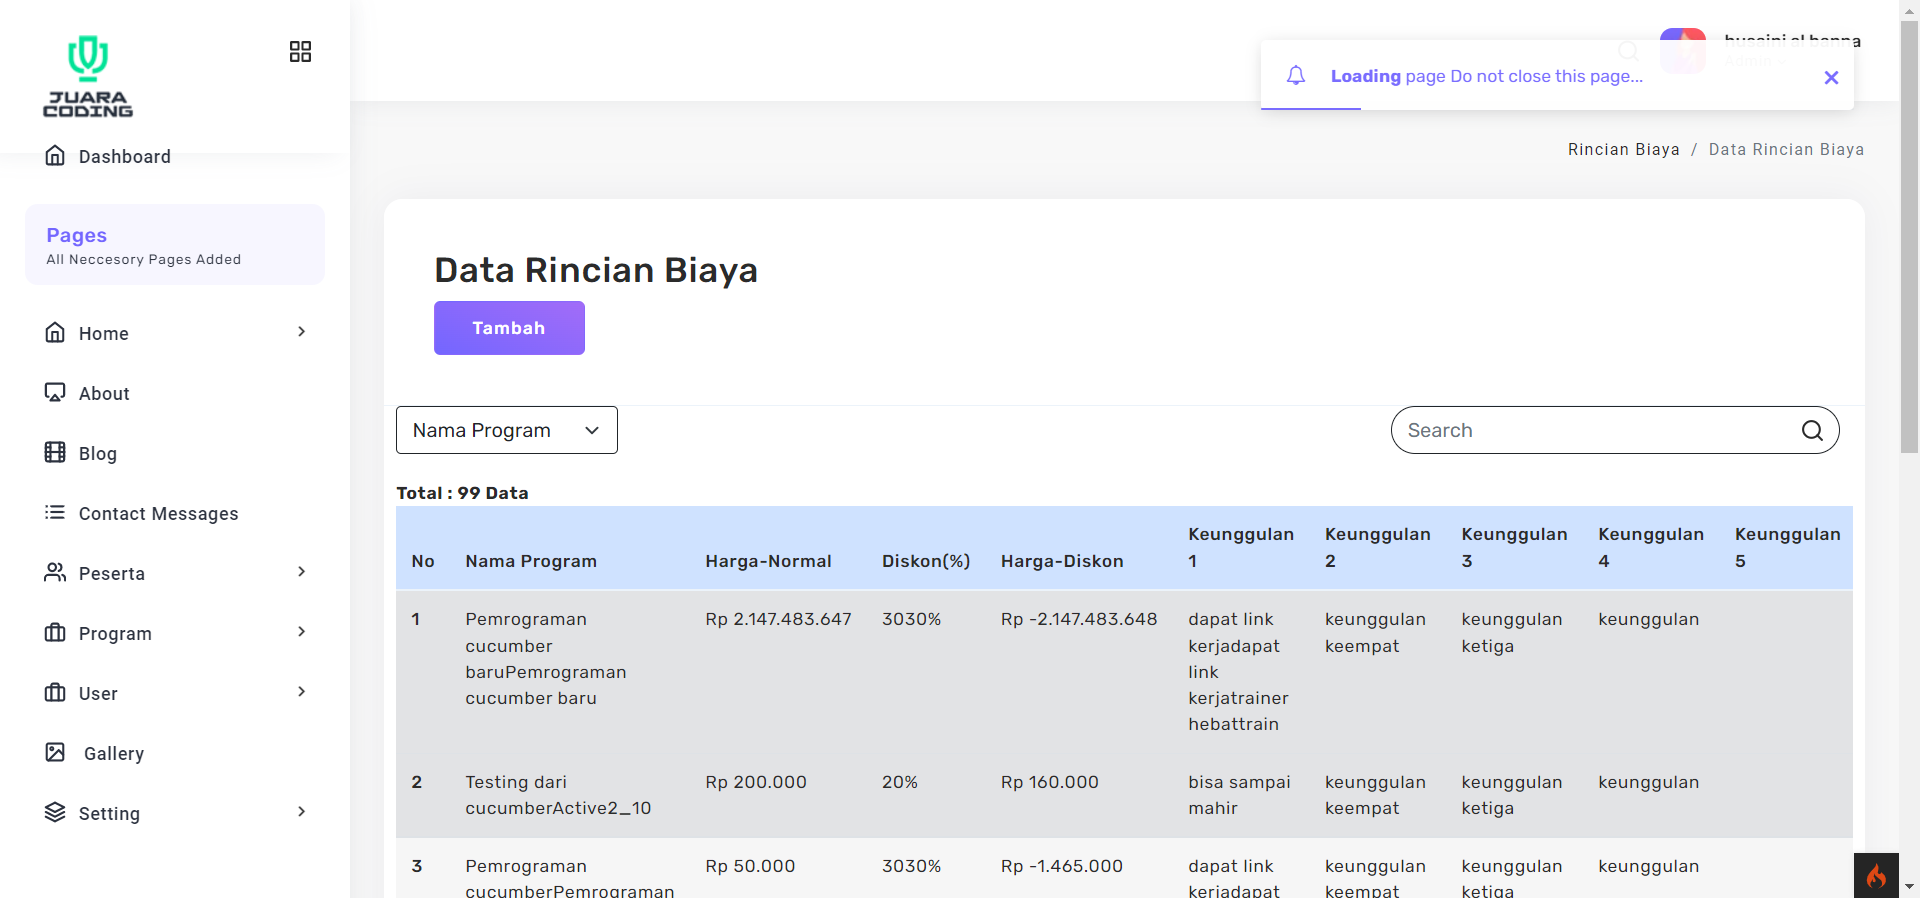 JUARA
CODING
Dashboard
Pages
All Neccesory Pages Added
Home
About
Blog
Contact Messages
Peserta
Program
User
Gallery
Setting
husaini al banna
Loading page Do not close this page...
Rincian Biaya / Data Rincian Biaya
Data Rincian Biaya
Tambah
Nama Program
Search
Total : 99 Data
No Nama Program Harga-Normal Diskon(%) Harga-Diskon Keunggulan 1 Keunggulan 2 Keunggulan 3 Keunggulan 4 Keunggulan 5
1 Pemrograman Rp 2.147.483.647 3030% Rp -2.147.483.648 dapat link keunggulan keunggulan keunggulan
cucumber kerjadapat keempat ketiga
baruPemrograman link
cucumber baru kerjatrainer
hebattrain
2 Testing dari Rp 200.000 20% Rp 160.000 bisa sampai keunggulan keunggulan keunggulan
cucumberActive2_10 mahir keempat ketiga
3 Pemrograman Rp 50.000 3030% Rp -1.465.000 dapat link keunggulan keunggulan keunggulan
cucumberPemrograman kerjadapat keempat ketiga